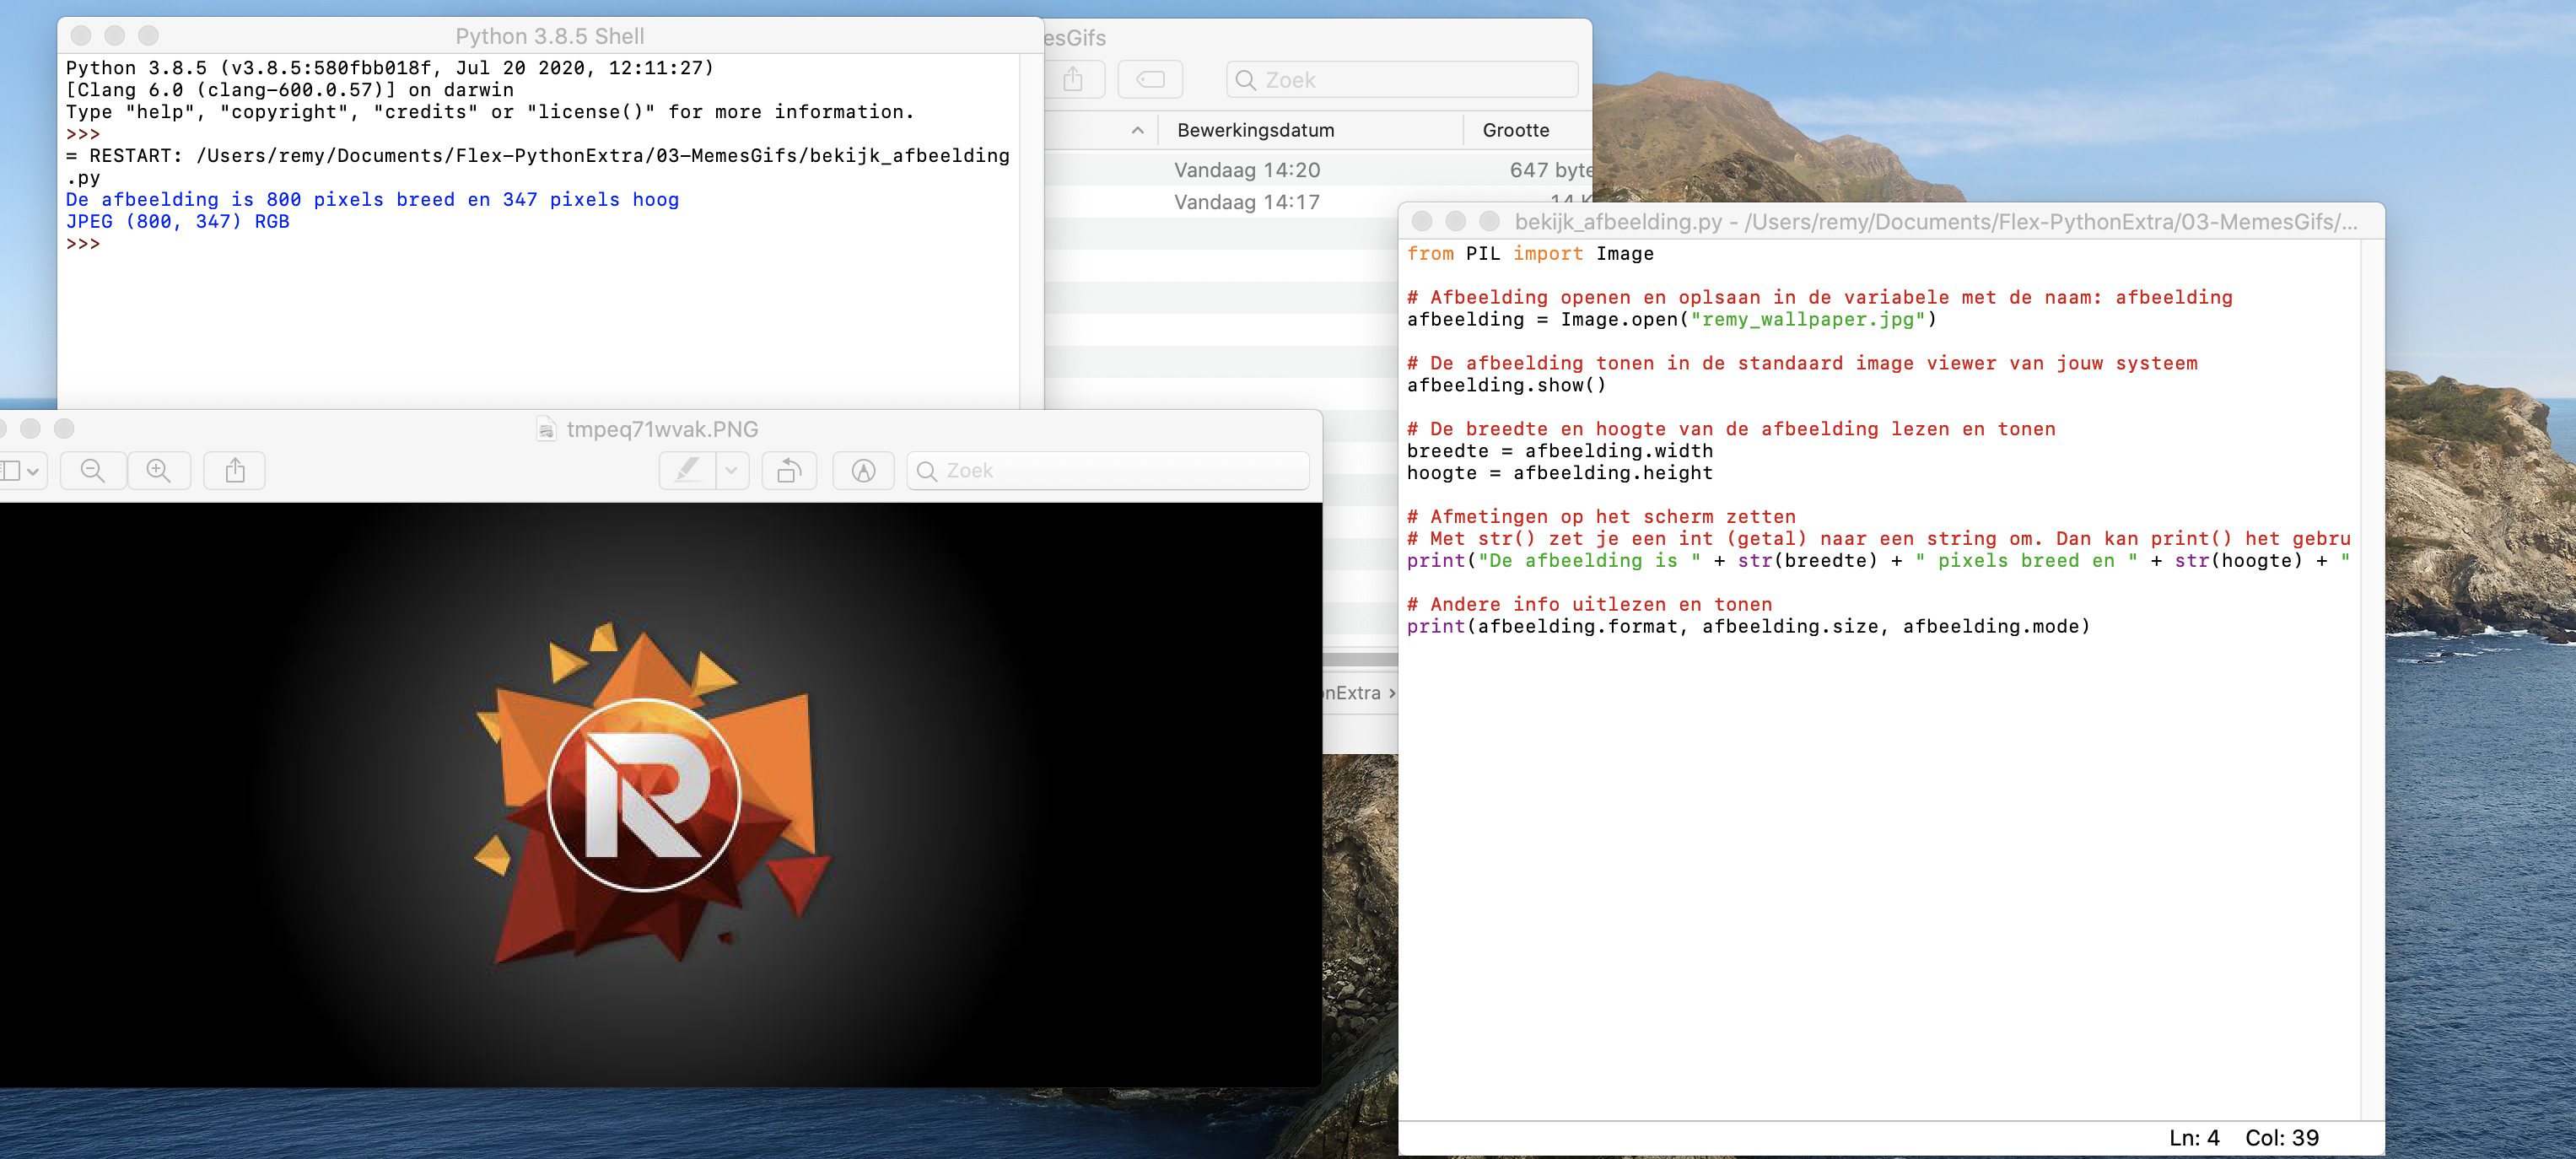 Python 3.8.5 Shell
Python 3.8.5 (v3.8.5:580fbb018f, Jul 20 2020, 12:11:27)
[Clang 6.0 (clang-600.0.57)] on darwin
Type "help", "copyright", "credits" or "license()" for more information.
>>>
= RESTART: /Users/remy/Documents/Flex-PythonExtra/03-MemesGifs/bekijk_afbeelding
.py
De afbeelding is 800 pixels breed en 347 pixels hoog
JPEG (800, 347) RGB
>>>
esGifs
Zoek
Bewerkingsdatum Grootte
Vandaag 14:20 647 byte
Vandaag 14:17 14 K
nExtra ›
tmpeq71wvak.PNG
Zoek
R
bekijk_afbeelding.py - /Users/remy/Documents/Flex-PythonExtra/03-MemesGifs/...
from PIL import Image
# Afbeelding openen en oplsaan in de variabele met de naam: afbeelding
afbeelding = Image.open("remy_wallpaper.jpg")
# De afbeelding tonen in de standaard image viewer van jouw systeem
afbeelding.show()
# De breedte en hoogte van de afbeelding lezen en tonen
breedte = afbeelding.width
hoogte = afbeelding.height
# Afmetingen op het scherm zetten
# Met str() zet je een int (getal) naar een string om. Dan kan print() het gebru
print("De afbeelding is " + str(breedte) + " pixels breed en " + str(hoogte) + "
# Andere info uitlezen en tonen
print(afbeelding.format, afbeelding.size, afbeelding.mode)
Ln: 4 Col: 39